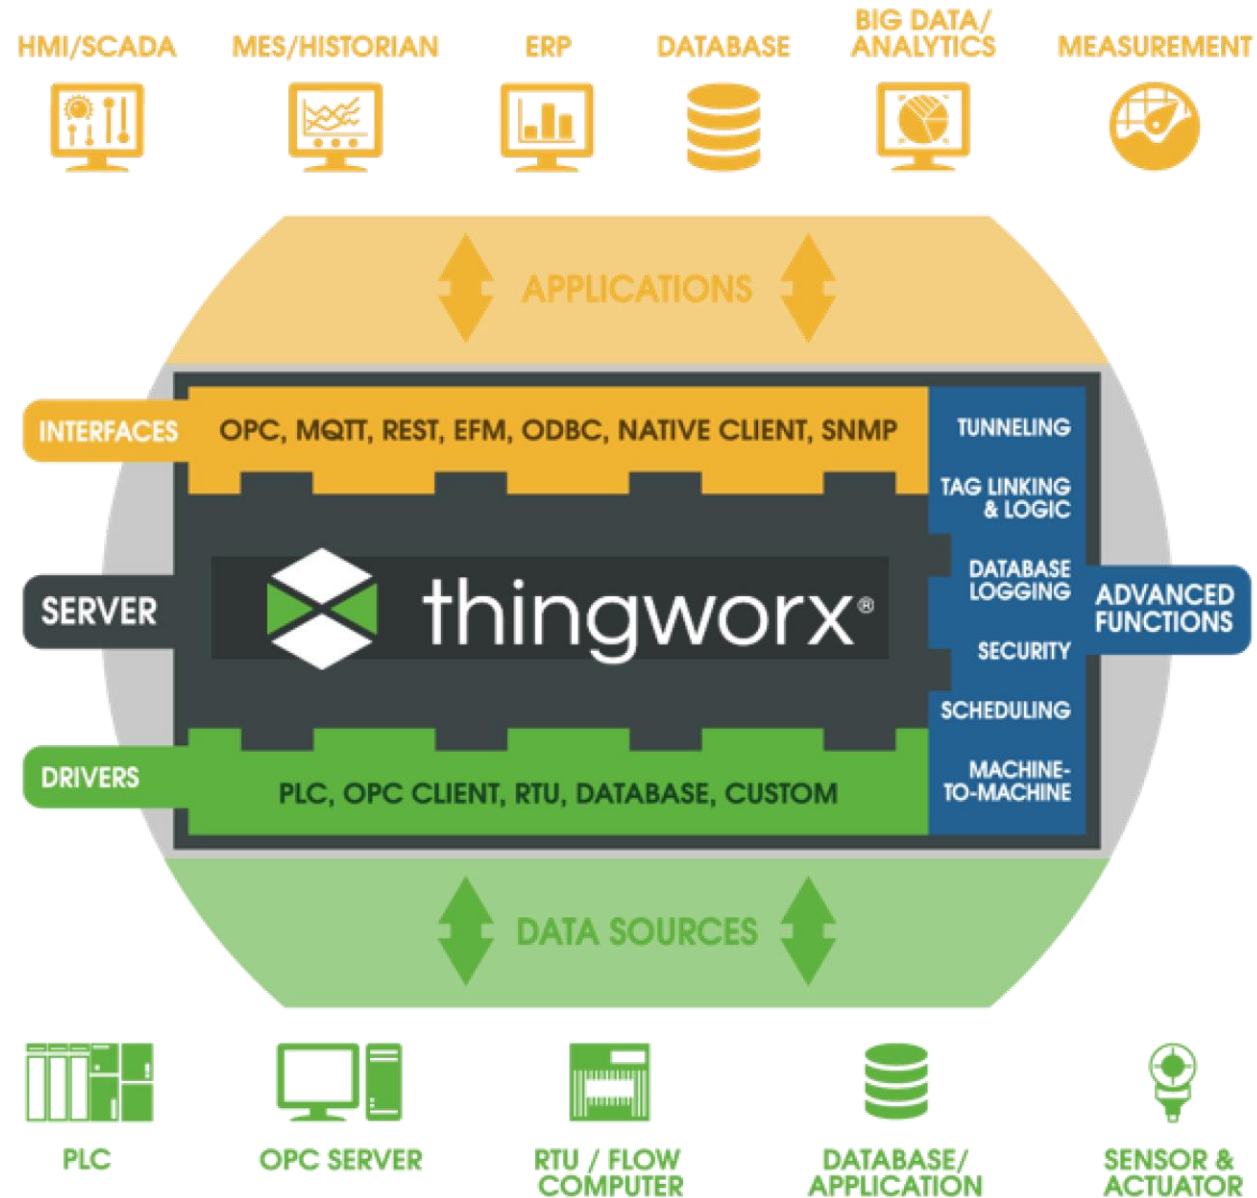 HMI/SCADA
MES/HISTORIAN
ERP
DATABASE
BIG DATA/
ANALYTICS
MEASUREMENT
APPLICATIONS
INTERFACES
OPC, MQTT, REST, EFM, ODBC, NATIVE CLIENT, SNMP
TUNNELING
TAG LINKING
& LOGIC
DATABASE
LOGGING
SECURITY
SCHEDULING
MACHINE-
TO-MACHINE
ADVANCED
FUNCTIONS
SERVER
thingworx®
DRIVERS
PLC, OPC CLIENT, RTU, DATABASE, CUSTOM
DATA SOURCES
PLC
OPC SERVER
RTU / FLOW
COMPUTER
DATABASE/
APPLICATION
SENSOR &
ACTUATOR